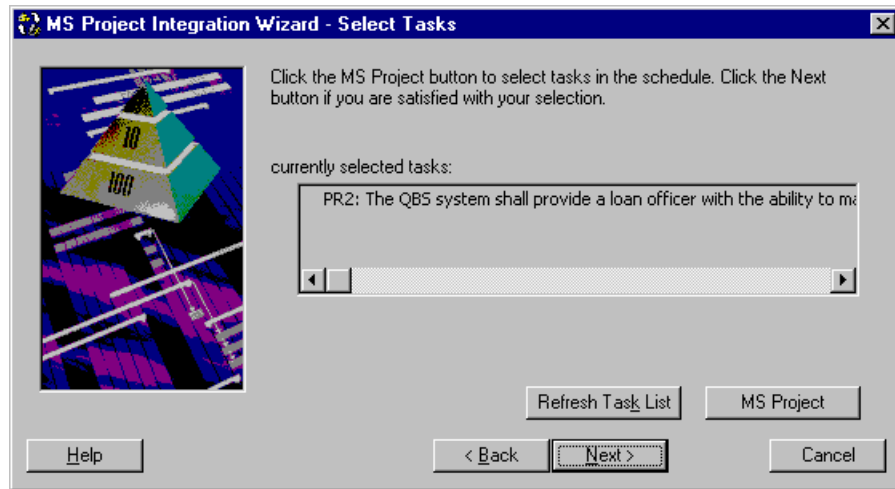 MS Project Integration Wizard - Select Tasks
Click the MS Project button to select tasks in the schedule. Click the Next
button if you are satisfied with your selection.
10
100
currently selected tasks:
PR2: The QBS system shall provide a loan officer with the ability to
Refresh Task List
MS Project
Help
< Back
Next >
Cancel